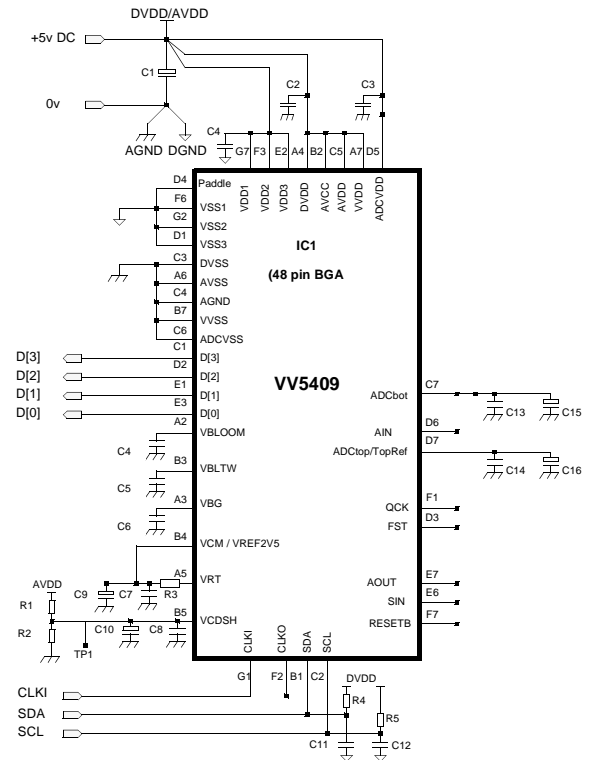 DVDD/AVDD
+5v DC
C1
C2
C3
0v
AGND DGND
C4
G7 F3 E2 A4 B2 C5 A7 D5
VDD1
VDD2
VDD3
DVDD
AVCC
AVDD
VVDD
ADCVDD
D4 Paddle
F6 VSS1
G2 VSS2
D1 VSS3
C3 DVSS
A6 AVSS
C4 AGND
B7 VVSS
C6 ADCVSS
IC1
(48 pin BGA
VV5409
D[3] C1 D[3]
D[2] D2 D[2]
D[1] E1 D[1]
D[0] E3 D[0]
A2 VBLOOM
C4
B3 VBLTW
C5
A3 VBG
C6
B4 VCM / VREF2V5
A5 VRT
C9 C7 R3
AVDD
R1
R2
B5 VCDSH
C10 C8
TP1
ADCbot C7
C13 C15
AIN D6
ADCtop/TopRef D7
C14 C16
QCK F1
FST D3
AOUT E7
SIN E6
RESETB F7
CLKI
CLKO
SDA
SCL
G1 F2 B1 C2
DVDD
R4
R5
CLKI
SDA
SCL
C11 C12